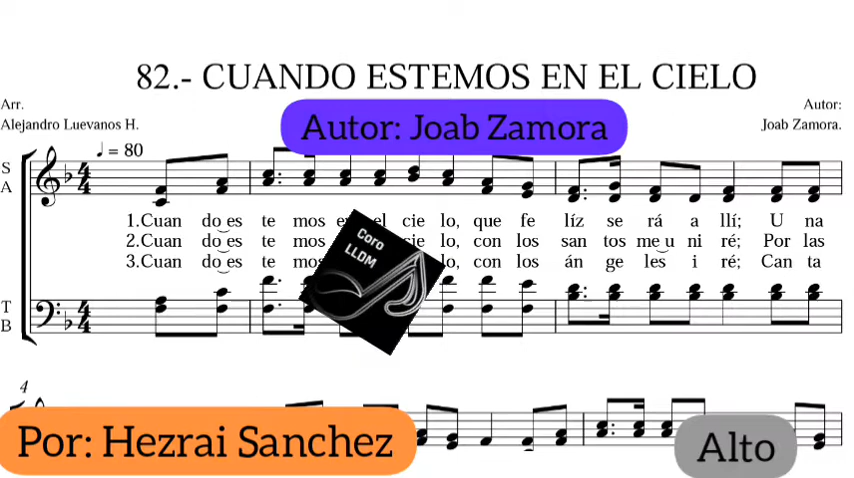 82.- CUANDO ESTEMOS EN EL CIELO
Arr.
Alejandro Luevanos H.
Autor: Joab Zamora
Autor:
Joab Zamora.
♩ = 80
S
A
1.Cuan do es te mos el cie lo, que fe líz se rá a llí; U na
2.Cuan do es te mos cie lo, con los san tos me u ni ré; Por las
3.Cuan do es te mos lo, con los án ge les i ré; Can ta
Coro
LLDM
T
B
4
Por: Hezrai Sanchez
Alto